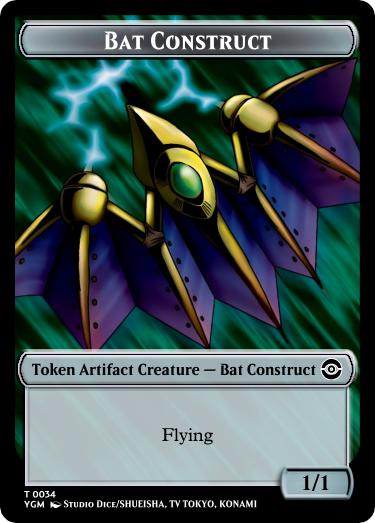 Bat Construct
Token Artifact Creature — Bat Construct
Flying
1/1
T 0034
YGM Studio Dice/SHUEISHA, TV TOKYO, KONAMI